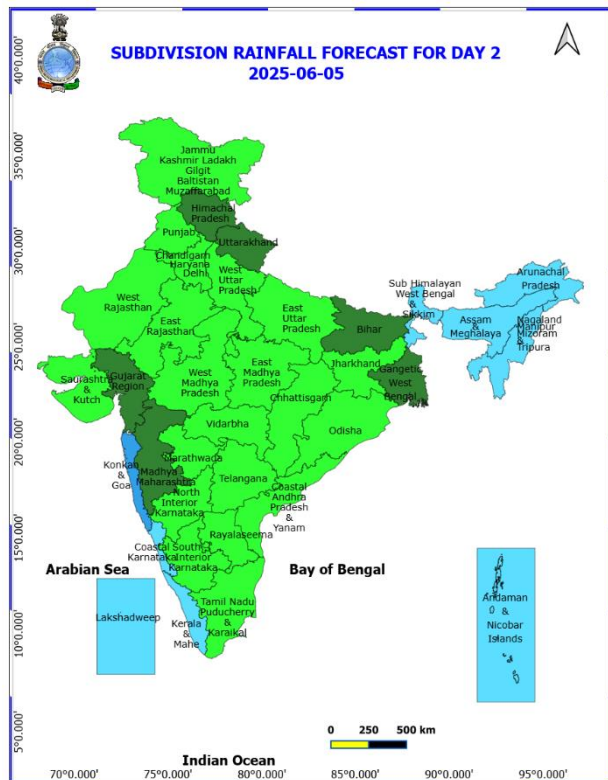 SUBDIVISION RAINFALL FORECAST FOR DAY 2
2025-06-05
40°0.000'
35°0.000'
30°0.000'
25°0.000'
20°0.000'
15°0.000'
10°0.000'
5°0.000'
Jammu
Kashmir Ladakh
Gilgit
Baltistan
Muzaffarabad
Himachal
Pradesh
Punjab
Uttarakhand
Chandigarh
Haryana
Delhi
West
Uttar
Pradesh
Arunachal
Pradesh
Sub Himalayan
West Bengal
&
Sikkim
West
Rajasthan
East
Rajasthan
East
Uttar
Pradesh
Bihar
Assam
&
Meghalaya
Nagaland
Manipur
Mizoram
&
Tripura
Saurashtra
&
Kutch
Gujarat
Region
West
Madhya
Pradesh
East
Madhya
Pradesh
Jharkhand
Gangetic
West
Bengal
Chhattisgarh
Vidarbha
Odisha
Konkan
&
Goa
Madhya
Maharashtra
Marathwada
Telangana
North
Interior
Karnataka
Coastal
Andhra
Pradesh
&
Yanam
Rayalaseema
Coastal
Karnataka
South
Interior
Karnataka
Arabian Sea
Bay of Bengal
Lakshadweep
Kerala
&
Mahe
Tamil Nadu
Puducherry
&
Karaikal
Andaman
&
Nicobar
Islands
0 250 500 km
Indian Ocean
70°0.000' 75°0.000' 80°0.000' 85°0.000' 90°0.000' 95°0.000'